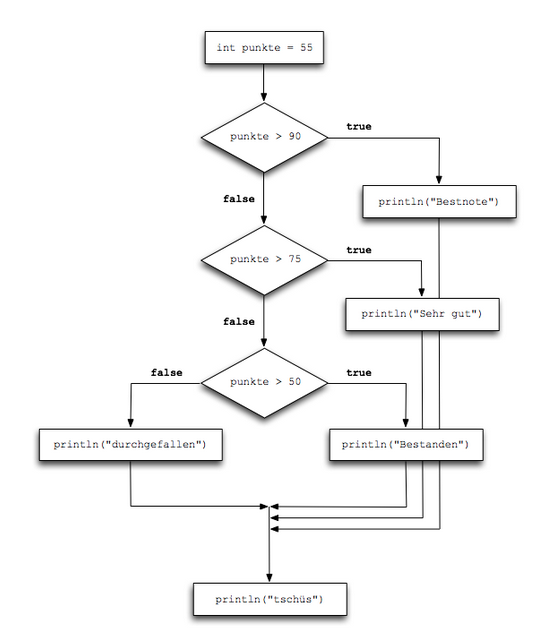 int punkte = 55
punkte > 90
true
false
println("Bestnote")
punkte > 75
true
false
println("Sehr gut")
punkte > 50
false
true
println("durchgefallen")
println("Bestanden")
println("tschüs")